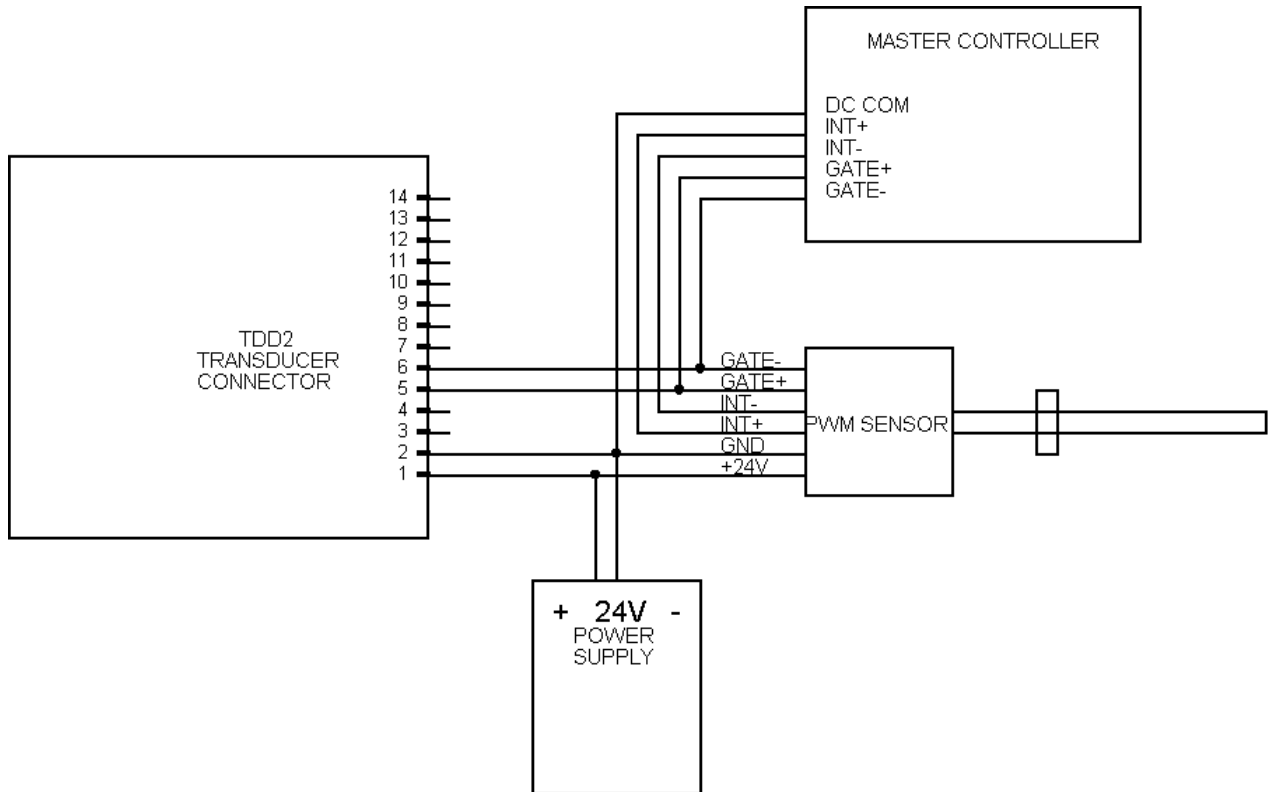 MASTER CONTROLLER
DC COM
INT+
INT-
GATE+
GATE-
14
13
12
11
10
9
8
7
6
5
4
3
2
1
TDD2
TRANSDUCER
CONNECTOR
GATE-
GATE+
INT-
INT+
GND
+24V
PWM SENSOR
+ 24V -
POWER
SUPPLY